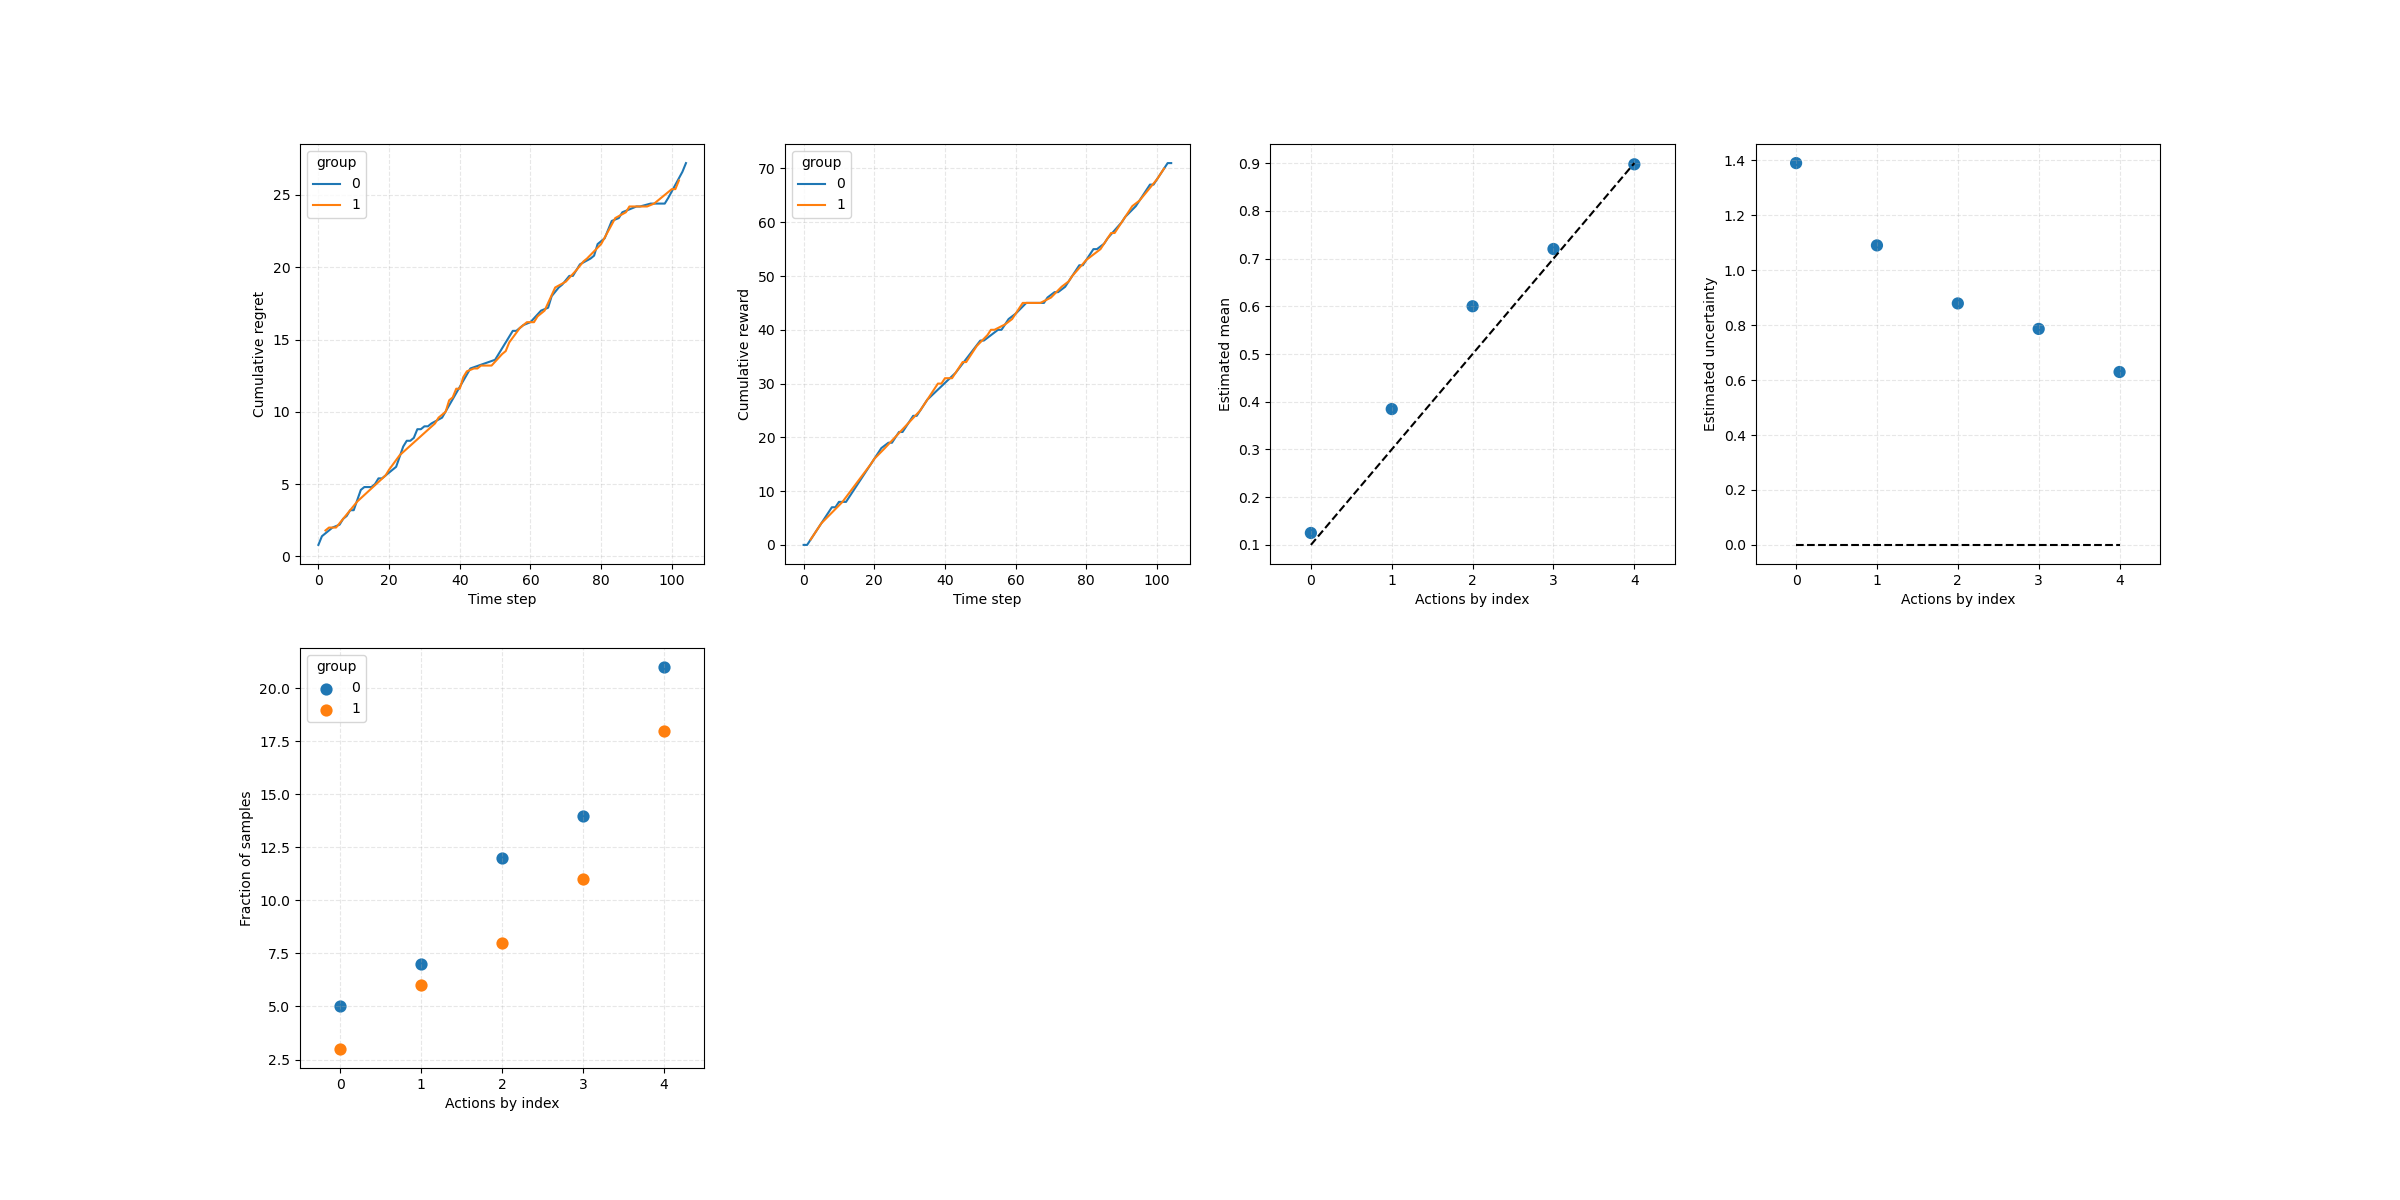 group
0
1
25
20
15
10
5
0
Cumulative regret
0 20 40 60 80 100
Time step
group
0
1
70
60
50
40
30
20
10
0
Cumulative reward
0 20 40 60 80 100
Time step
0.9
0.8
0.7
0.6
0.5
0.4
0.3
0.2
0.1
Estimated mean
0 1 2 3 4
Actions by index
1.4
1.2
1.0
0.8
0.6
0.4
0.2
0.0
Estimated uncertainty
0 1 2 3 4
Actions by index
group
0
1
20.0
17.5
15.0
12.5
10.0
7.5
5.0
2.5
Fraction of samples
0 1 2 3 4
Actions by index